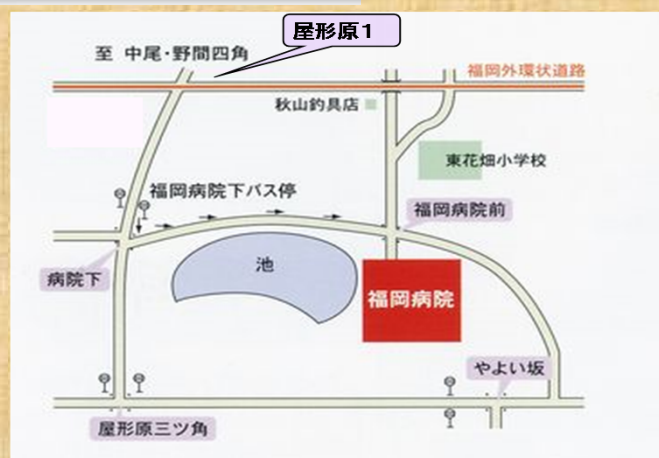 屋形原1
至 中尾・野間四角
福岡外環状道路
秋山釣具店
東花畑小学校
福岡病院下バス停
福岡病院前
病院下
池
福岡病院
やよい坂
屋形原三ツ角